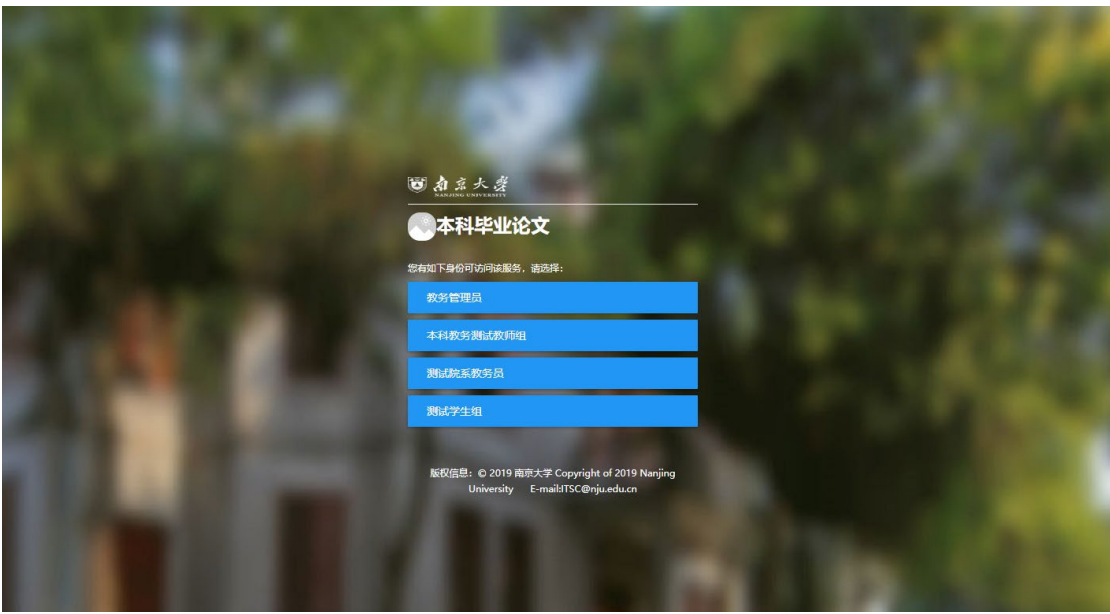 南京大学
NANJING UNIVERSITY
本科毕业论文
您有如下身份可访问该服务，请选择：
教务管理员
本科教务测试教师组
测试院系教务员
测试学生组
版权信息：© 2019 南京大学 Copyright of 2019 Nanjing
University E-mail:ITSC@nju.edu.cn